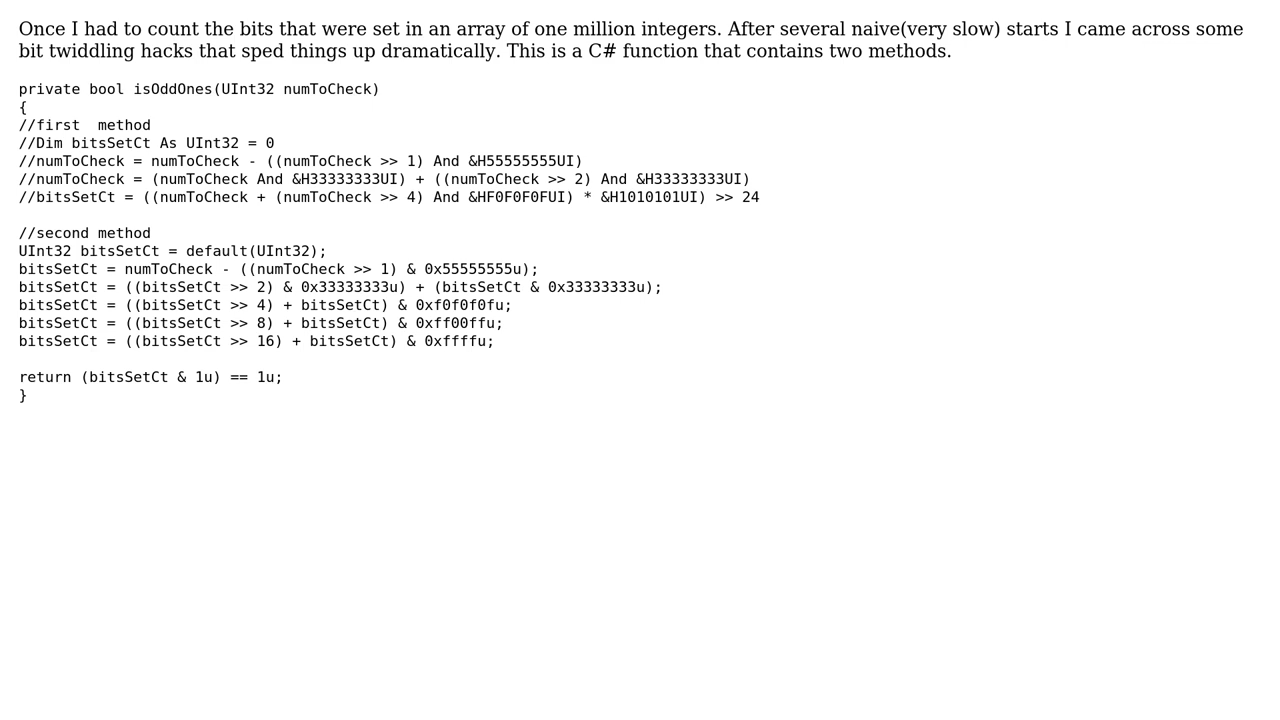 Once I had to count the bits that were set in an array of one million integers. After several naive(very slow) starts I came across some
bit twiddling hacks that sped things up dramatically. This is a C# function that contains two methods.
private bool isOddOnes(UInt32 numToCheck)
{
//first  method
//Dim bitsSetCt As UInt32 = 0
//numToCheck = numToCheck - ((numToCheck >> 1) And &H55555555UI)
//numToCheck = (numToCheck And &H33333333UI) + ((numToCheck >> 2) And &H33333333UI)
//bitsSetCt = ((numToCheck + (numToCheck >> 4) And &HF0F0F0FUI) * &H1010101UI) >> 24
//second method
UInt32 bitsSetCt = default(UInt32);
bitsSetCt = numToCheck - ((numToCheck >> 1) & 0x55555555u);
bitsSetCt = ((bitsSetCt >> 2) & 0x33333333u) + (bitsSetCt & 0x33333333u);
bitsSetCt = ((bitsSetCt >> 4) + bitsSetCt) & 0xf0f0f0fu;
bitsSetCt = ((bitsSetCt >> 8) + bitsSetCt) & 0xff00ffu;
bitsSetCt = ((bitsSetCt >> 16) + bitsSetCt) & 0xffffu;
return (bitsSetCt & 1u) == 1u;
}